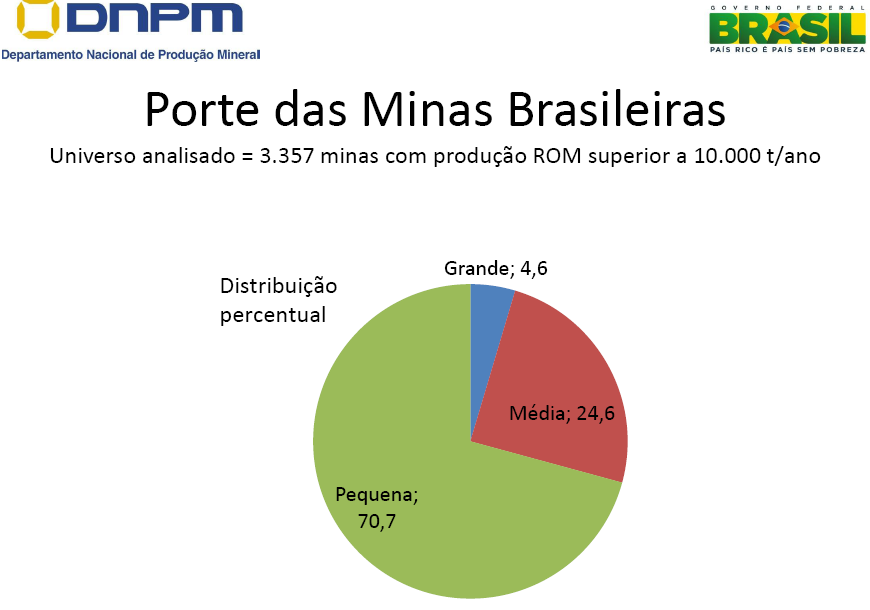 DNPM
Departamento Nacional de Produção Mineral
GOVERNO FEDERAL
BRASIL
PAÍS RICO É PAÍS SEM POBREZA
Porte das Minas Brasileiras
Universo analisado = 3.357 minas com produção ROM superior a 10.000 t/ano
Distribuição
percentual
Grande; 4,6
Média; 24,6
Pequena;
70,7